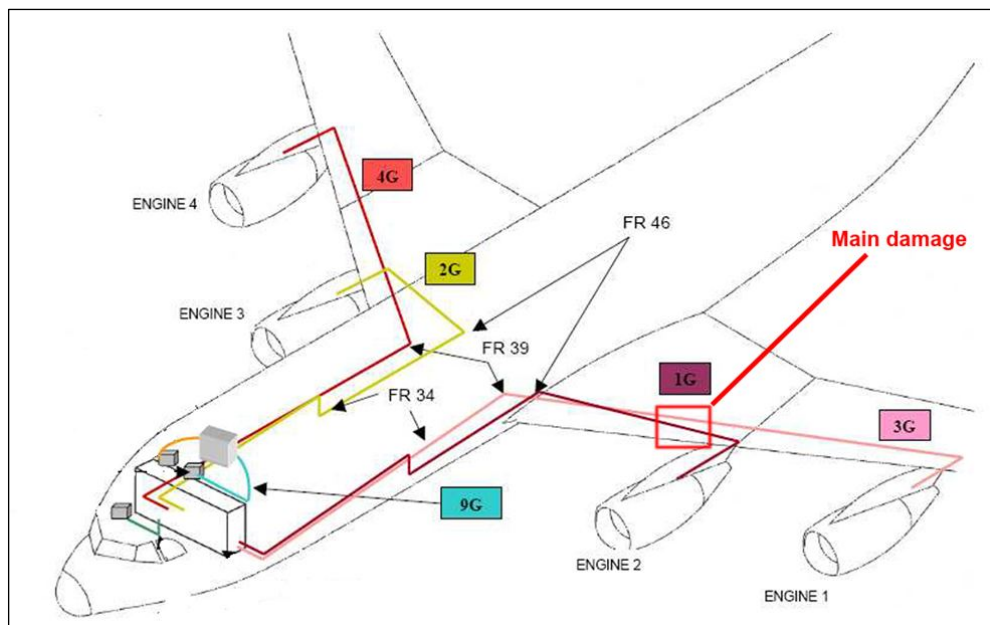 4G
ENGINE 4
FR 46
Main damage
2G
ENGINE 3
FR 39
1G
FR 34
3G
9G
ENGINE 2
ENGINE 1